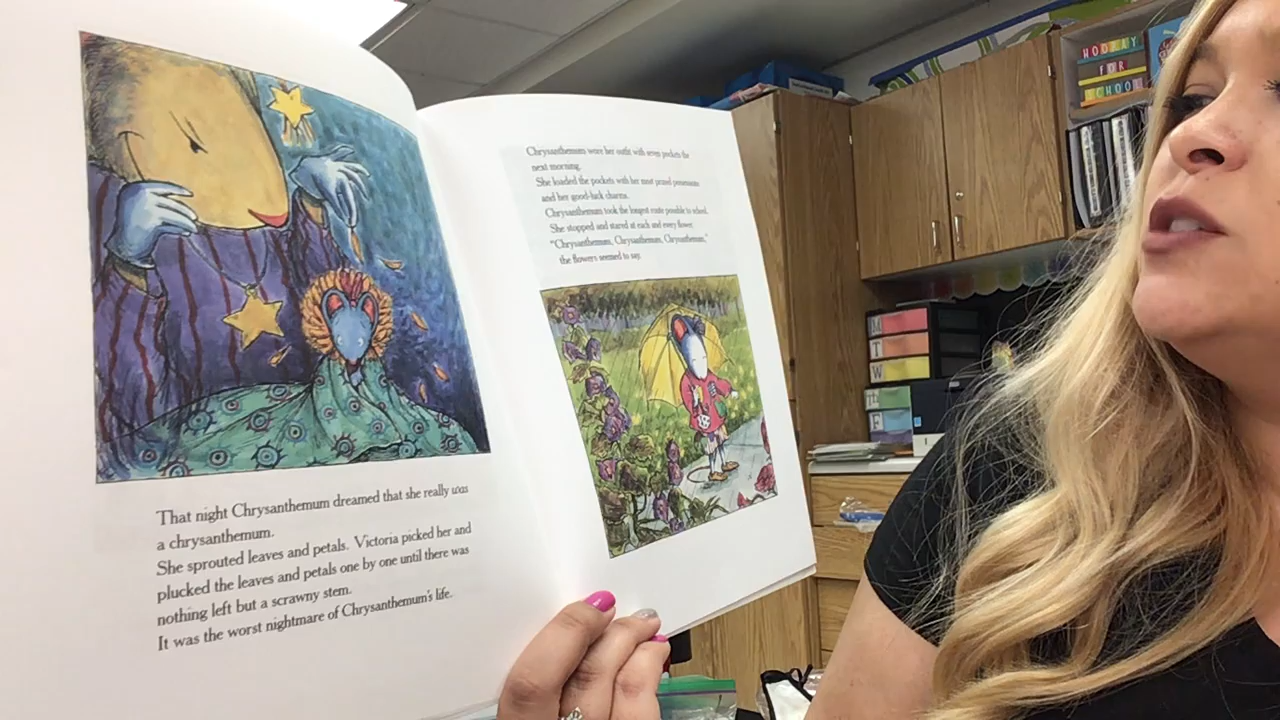 That night Chrysanthemum dreamed that she really was
a chrysanthemum.
She sprouted leaves and petals. Victoria picked her and
plucked the leaves and petals one by one until there was
nothing left but a scrawny stem.
It was the worst nightmare of Chrysanthemum's life.
Chrysanthemum wore her outfit with seven pockets the
next morning.
She loaded the pockets with her most prized possessions
and her good-luck charms.
Chrysanthemum took the longest route possible to school.
She stopped and stared at each and every flower.
"Chrysanthemum, Chrysanthemum, Chrysanthemum,"
the flowers seemed to say.
HOORAY
FOR
SCHOOL
M
T
W
Th
F